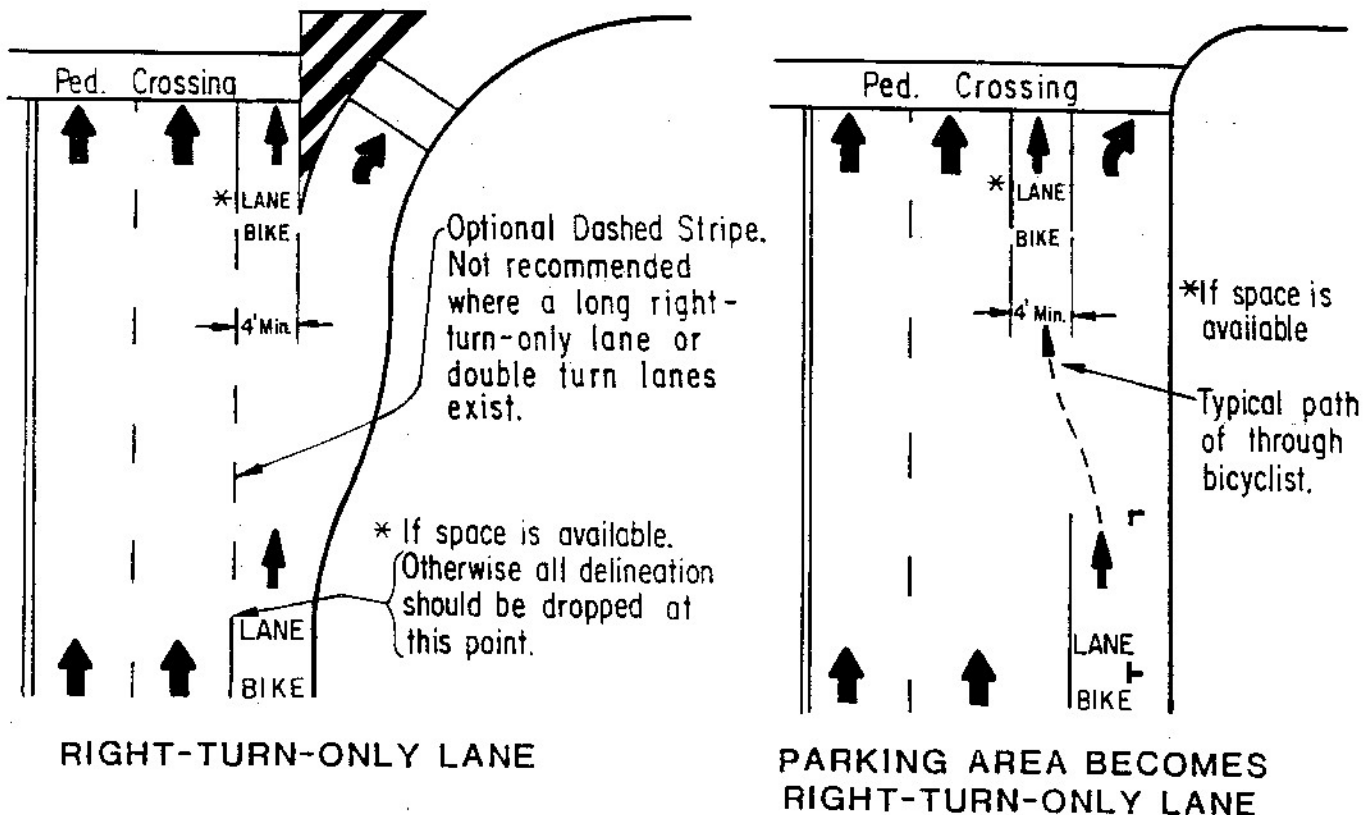 Ped. Crossing
* LANE
BIKE
4' Min.
Optional Dashed Stripe.
Not recommended
where a long right-
turn-only lane or
double turn lanes
exist.
* If space is available.
Otherwise all delineation
should be dropped at
this point.
LANE
BIKE
RIGHT-TURN-ONLY LANE
Ped. Crossing
* LANE
BIKE
4' Min.
*If space is
available
Typical path
of through
bicyclist.
LANE
BIKE
PARKING AREA BECOMES
RIGHT-TURN-ONLY LANE